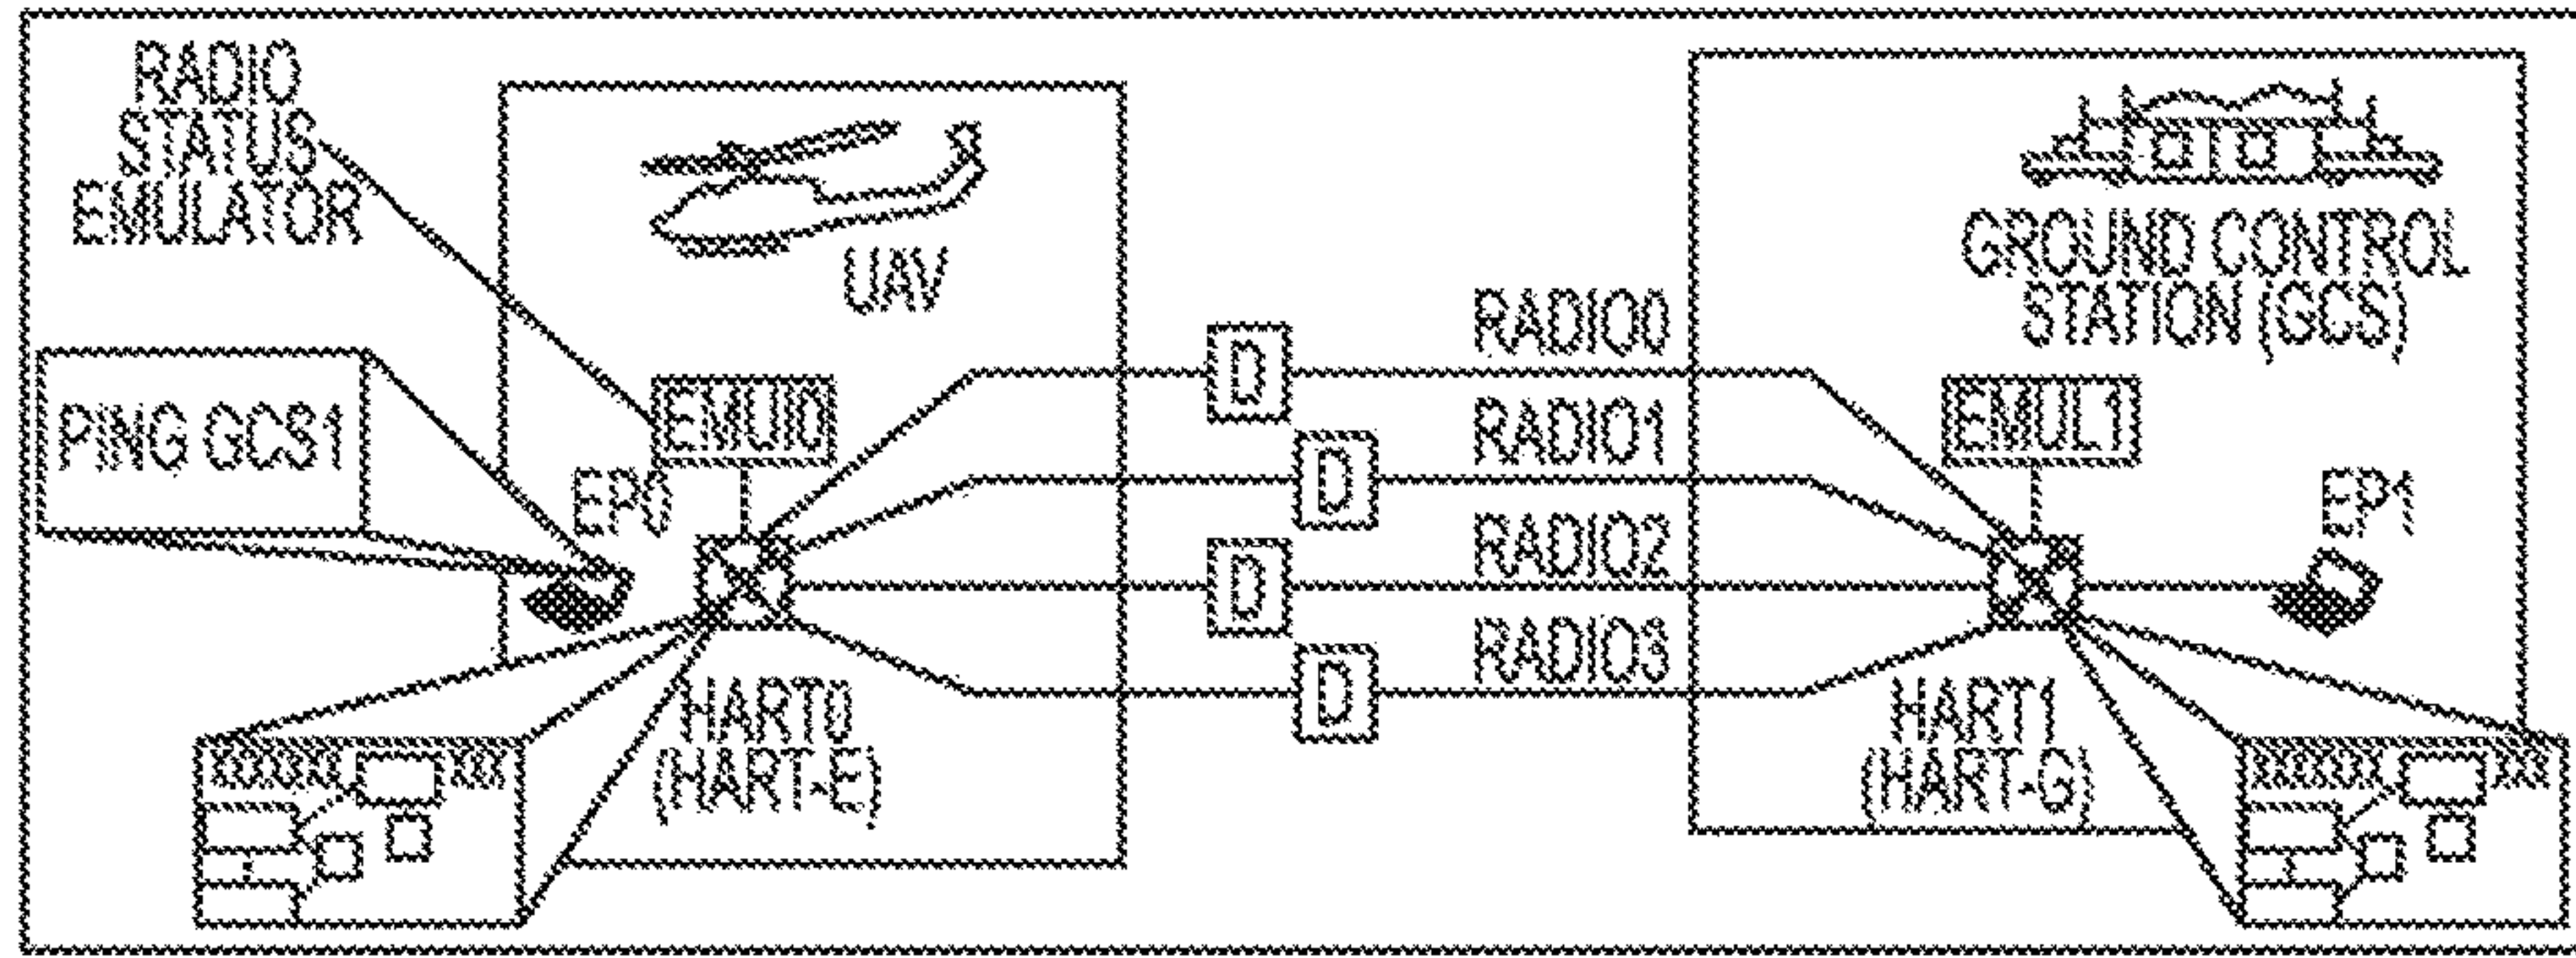 RADIO
STATUS
EMULATOR
UAV
GROUND CONTROL
STATION (GCS)
PING GCS1
EMUl0
EP0
D
RADIO0
D
RADIO1
D
RADIO2
D
RADIO3
EMUL1
EP1
HART0
(HART-E)
HART1
(HART-G)